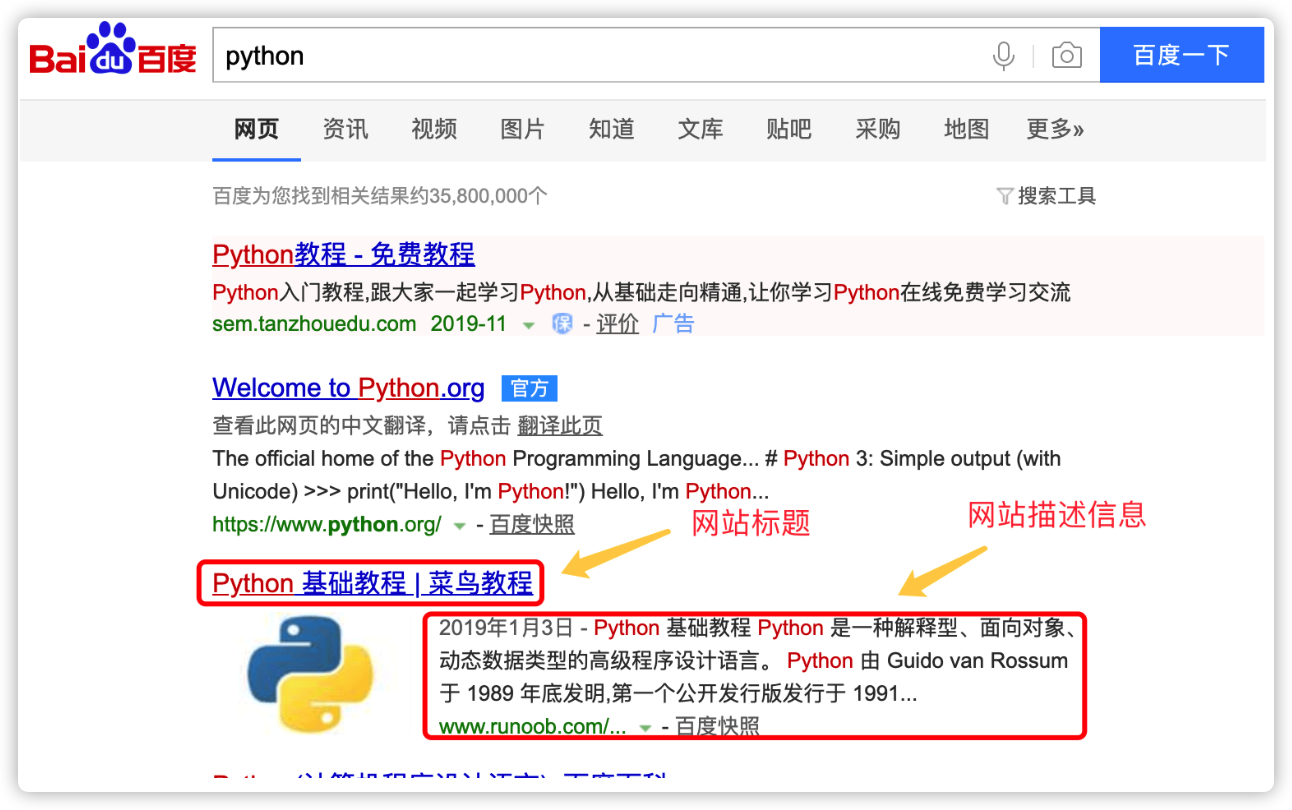 Bai du 百度 python 百度一下
网页 资讯 视频 图片 知道 文库 贴吧 采购 地图 更多»
百度为您找到相关结果约35,800,000个 搜索工具
Python教程 - 免费教程
Python入门教程,跟大家一起学习Python,从基础走向精通,让你学习Python在线免费学习交流
sem.tanzhouedu.com 2019-11 保 - 评价 广告
Welcome to Python.org 官方
查看此网页的中文翻译，请点击 翻译此页
The official home of the Python Programming Language... # Python 3: Simple output (with
Unicode) >>> print("Hello, I'm Python!") Hello, I'm Python...
https://www.python.org/ - 百度快照
网站标题
网站描述信息
Python 基础教程 | 菜鸟教程
2019年1月3日 - Python 基础教程 Python 是一种解释型、面向对象、
动态数据类型的高级程序设计语言。 Python 由 Guido van Rossum
于 1989 年底发明,第一个公开发行版发行于 1991...
www.runoob.com/... - 百度快照